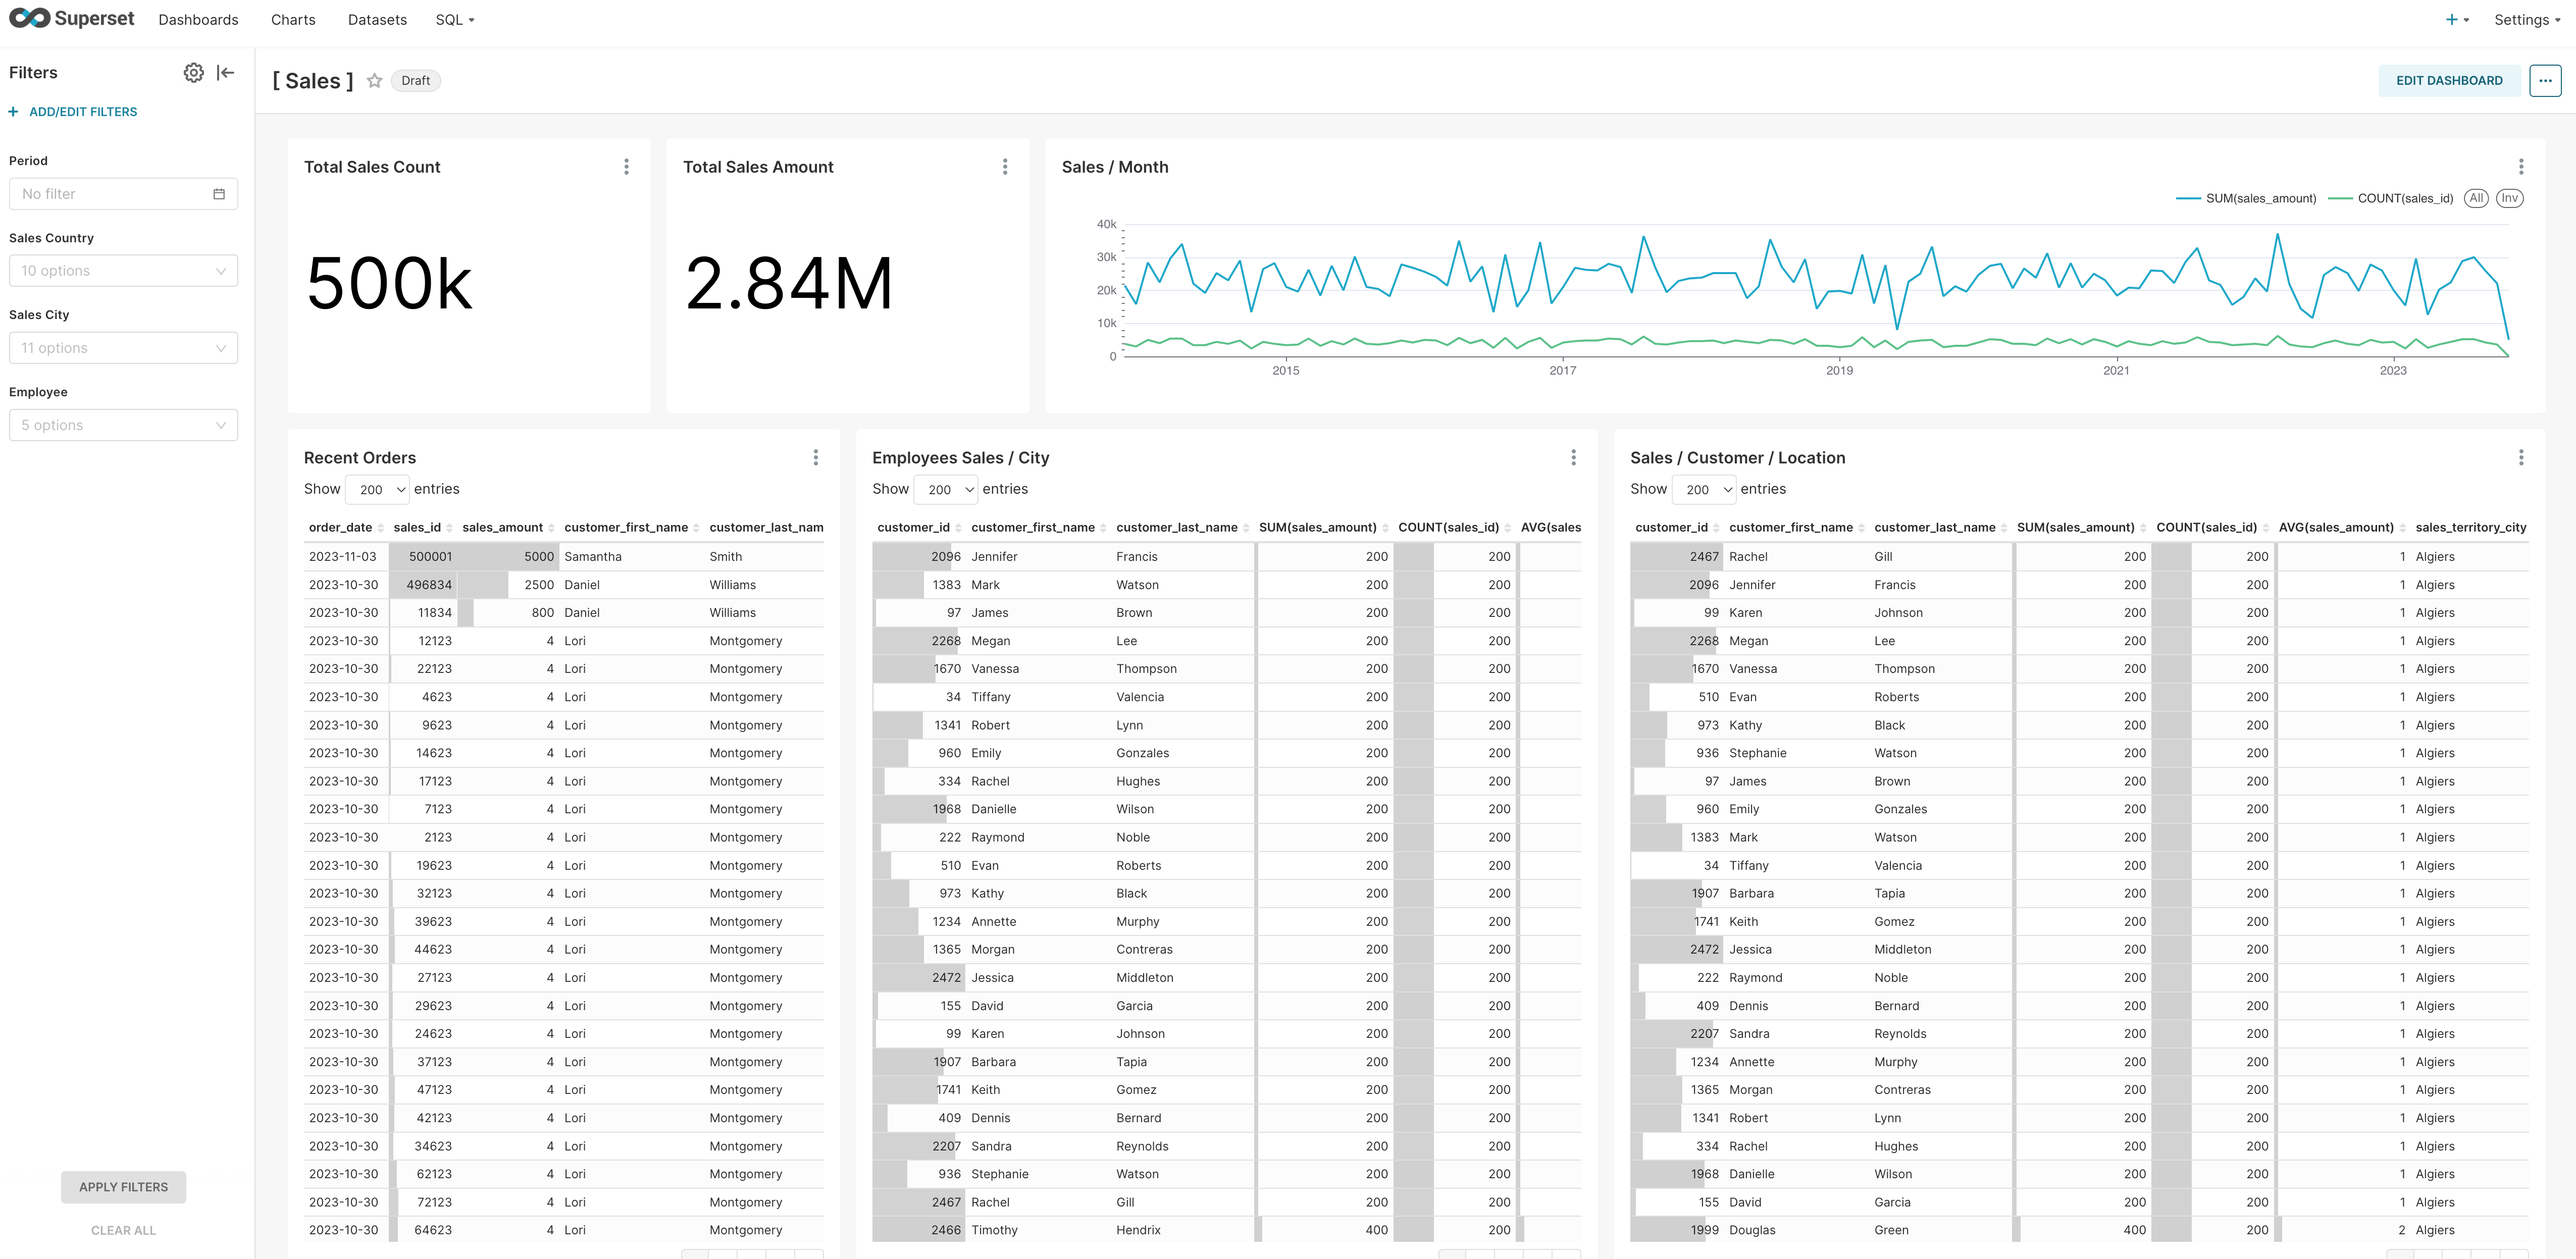 Superset Dashboards Charts Datasets SQL + Settings
Filters
+ ADD/EDIT FILTERS
Period
No filter
Sales Country
10 options
Sales City
11 options
Employee
5 options
APPLY FILTERS
CLEAR ALL
[ Sales ] Draft EDIT DASHBOARD ...
Total Sales Count
500k
Total Sales Amount
2.84M
Sales / Month
SUM(sales_amount) COUNT(sales_id) All Inv
40k
30k
20k
10k
0
2015 2017 2019 2021 2023
Recent Orders
Show 200 entries
order_date sales_id sales_amount customer_first_name customer_last_nam
2023-11-03 500001 5000 Samantha Smith
2023-10-30 496834 2500 Daniel Williams
2023-10-30 11834 800 Daniel Williams
2023-10-30 12123 4 Lori Montgomery
2023-10-30 22123 4 Lori Montgomery
2023-10-30 4623 4 Lori Montgomery
2023-10-30 9623 4 Lori Montgomery
2023-10-30 14623 4 Lori Montgomery
2023-10-30 17123 4 Lori Montgomery
2023-10-30 7123 4 Lori Montgomery
2023-10-30 2123 4 Lori Montgomery
2023-10-30 19623 4 Lori Montgomery
2023-10-30 32123 4 Lori Montgomery
2023-10-30 39623 4 Lori Montgomery
2023-10-30 44623 4 Lori Montgomery
2023-10-30 27123 4 Lori Montgomery
2023-10-30 29623 4 Lori Montgomery
2023-10-30 24623 4 Lori Montgomery
2023-10-30 37123 4 Lori Montgomery
2023-10-30 47123 4 Lori Montgomery
2023-10-30 42123 4 Lori Montgomery
2023-10-30 34623 4 Lori Montgomery
2023-10-30 62123 4 Lori Montgomery
2023-10-30 72123 4 Lori Montgomery
2023-10-30 64623 4 Lori Montgomery
Employees Sales / City
Show 200 entries
customer_id customer_first_name customer_last_name SUM(sales_amount) COUNT(sales_id) AVG(sales
2096 Jennifer Francis 200 200
1383 Mark Watson 200 200
97 James Brown 200 200
2268 Megan Lee 200 200
1670 Vanessa Thompson 200 200
34 Tiffany Valencia 200 200
1341 Robert Lynn 200 200
960 Emily Gonzales 200 200
334 Rachel Hughes 200 200
1968 Danielle Wilson 200 200
222 Raymond Noble 200 200
510 Evan Roberts 200 200
973 Kathy Black 200 200
1234 Annette Murphy 200 200
1365 Morgan Contreras 200 200
2472 Jessica Middleton 200 200
155 David Garcia 200 200
99 Karen Johnson 200 200
1907 Barbara Tapia 200 200
1741 Keith Gomez 200 200
409 Dennis Bernard 200 200
2207 Sandra Reynolds 200 200
936 Stephanie Watson 200 200
2467 Rachel Gill 200 200
2466 Timothy Hendrix 400 200
Sales / Customer / Location
Show 200 entries
customer_id customer_first_name customer_last_name SUM(sales_amount) COUNT(sales_id) AVG(sales_amount) sales_territory_city
2467 Rachel Gill 200 200 1 Algiers
2096 Jennifer Francis 200 200 1 Algiers
99 Karen Johnson 200 200 1 Algiers
2268 Megan Lee 200 200 1 Algiers
1670 Vanessa Thompson 200 200 1 Algiers
510 Evan Roberts 200 200 1 Algiers
973 Kathy Black 200 200 1 Algiers
936 Stephanie Watson 200 200 1 Algiers
97 James Brown 200 200 1 Algiers
960 Emily Gonzales 200 200 1 Algiers
1383 Mark Watson 200 200 1 Algiers
34 Tiffany Valencia 200 200 1 Algiers
1907 Barbara Tapia 200 200 1 Algiers
1741 Keith Gomez 200 200 1 Algiers
2472 Jessica Middleton 200 200 1 Algiers
222 Raymond Noble 200 200 1 Algiers
409 Dennis Bernard 200 200 1 Algiers
2207 Sandra Reynolds 200 200 1 Algiers
1234 Annette Murphy 200 200 1 Algiers
1365 Morgan Contreras 200 200 1 Algiers
1341 Robert Lynn 200 200 1 Algiers
334 Rachel Hughes 200 200 1 Algiers
1968 Danielle Wilson 200 200 1 Algiers
155 David Garcia 200 200 1 Algiers
1999 Douglas Green 400 200 2 Algiers